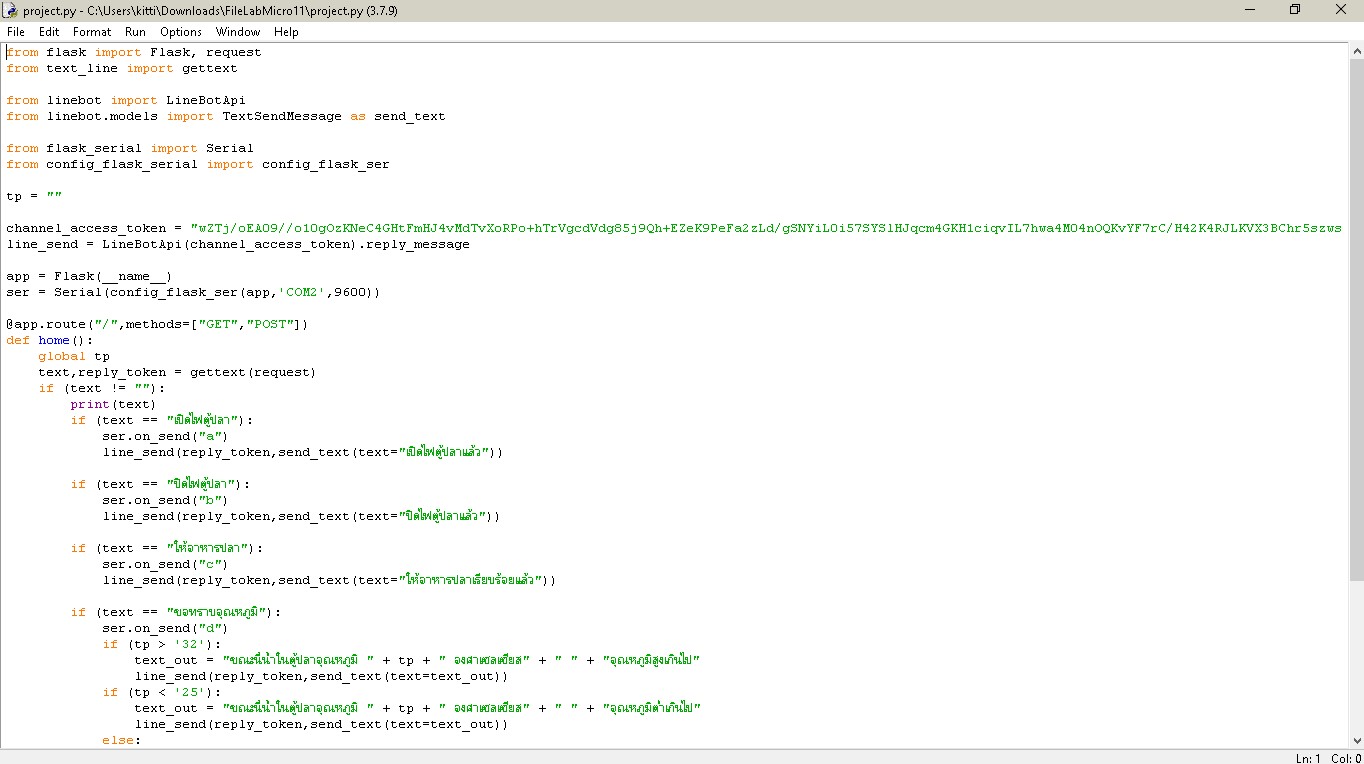 project.py - C:\Users\kitti\Downloads\FileLabMicro11\project.py (3.7.9)
File Edit Format Run Options Window Help
from flask import Flask, request
from text_line import gettext
from linebot import LineBotApi
from linebot.models import TextSendMessage as send_text
from flask_serial import Serial
from config_flask_serial import config_flask_ser
tp = ""
channel_access_token = "
line_send = LineBotApi(channel_access_token).reply_message
app = Flask(__name__)
ser = Serial(config_flask_ser(app,'COM2',9600))
@app.route("/",methods=["GET","POST"])
def home():
    global tp
    text,reply_token = gettext(request)
    if (text != ""):
        print(text)
        if (text == "เปิดไฟตู้ปลา"):
            ser.on_send("a")
            line_send(reply_token,send_text(text="เปิดไฟตู้ปลาแล้ว"))
        if (text == "ปิดไฟตู้ปลา"):
            ser.on_send("b")
            line_send(reply_token,send_text(text="ปิดไฟตู้ปลาแล้ว"))
        if (text == "ให้อาหารปลา"):
            ser.on_send("c")
            line_send(reply_token,send_text(text="ให้อาหารปลาเรียบร้อยแล้ว"))
        if (text == "ขอทราบอุณหภูมิ"):
            ser.on_send("d")
            if (tp > '32'):
                text_out = "ขณะนี้น้ำในตู้ปลาอุณหภูมิ " + tp + " องศาเซลเซียส" + " " + "อุณหภูมิสูงเกินไป"
                line_send(reply_token,send_text(text=text_out))
            if (tp < '25'):
                text_out = "ขณะนี้น้ำในตู้ปลาอุณหภูมิ " + tp + " องศาเซลเซียส" + " " + "อุณหภูมิต่ำเกินไป"
                line_send(reply_token,send_text(text=text_out))
            else:
Ln: 1 Col: 0